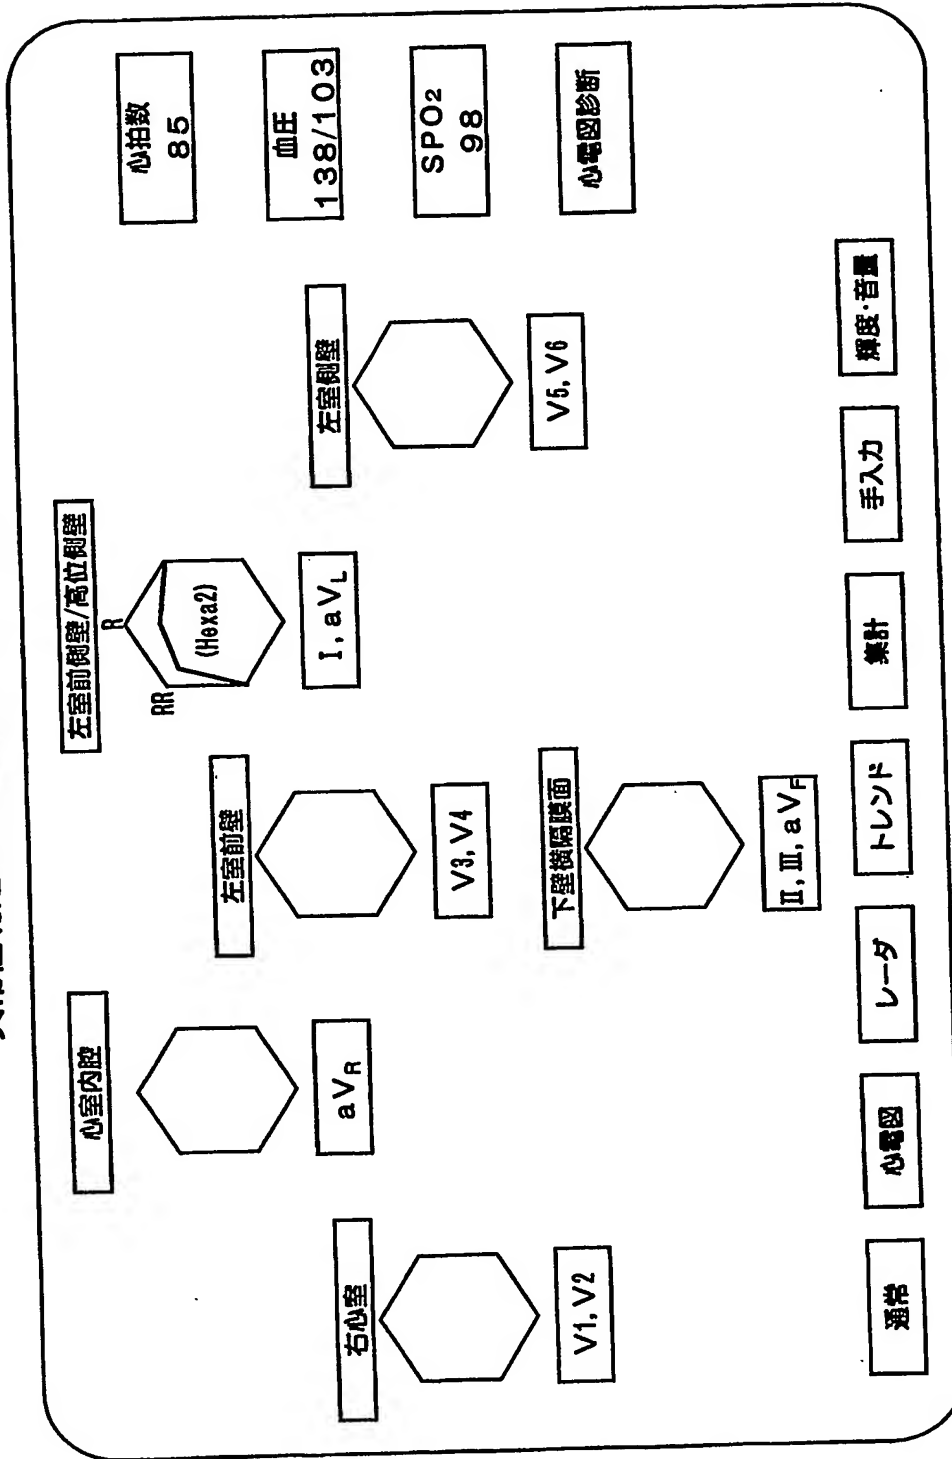 左室前側壁/高位側壁
心拍数
85
R
RR
(Hexa2)
I, aVL
心室内腔
aVR
左室前壁
V3, V4
血圧
138/103
左室側壁
V5, V6
SPO2
98
右心室
V1, V2
下壁横隔膜面
II, III, aVF
心電図診断
通常
心電図
レーダ
トレンド
集計
手入力
輝度・音量